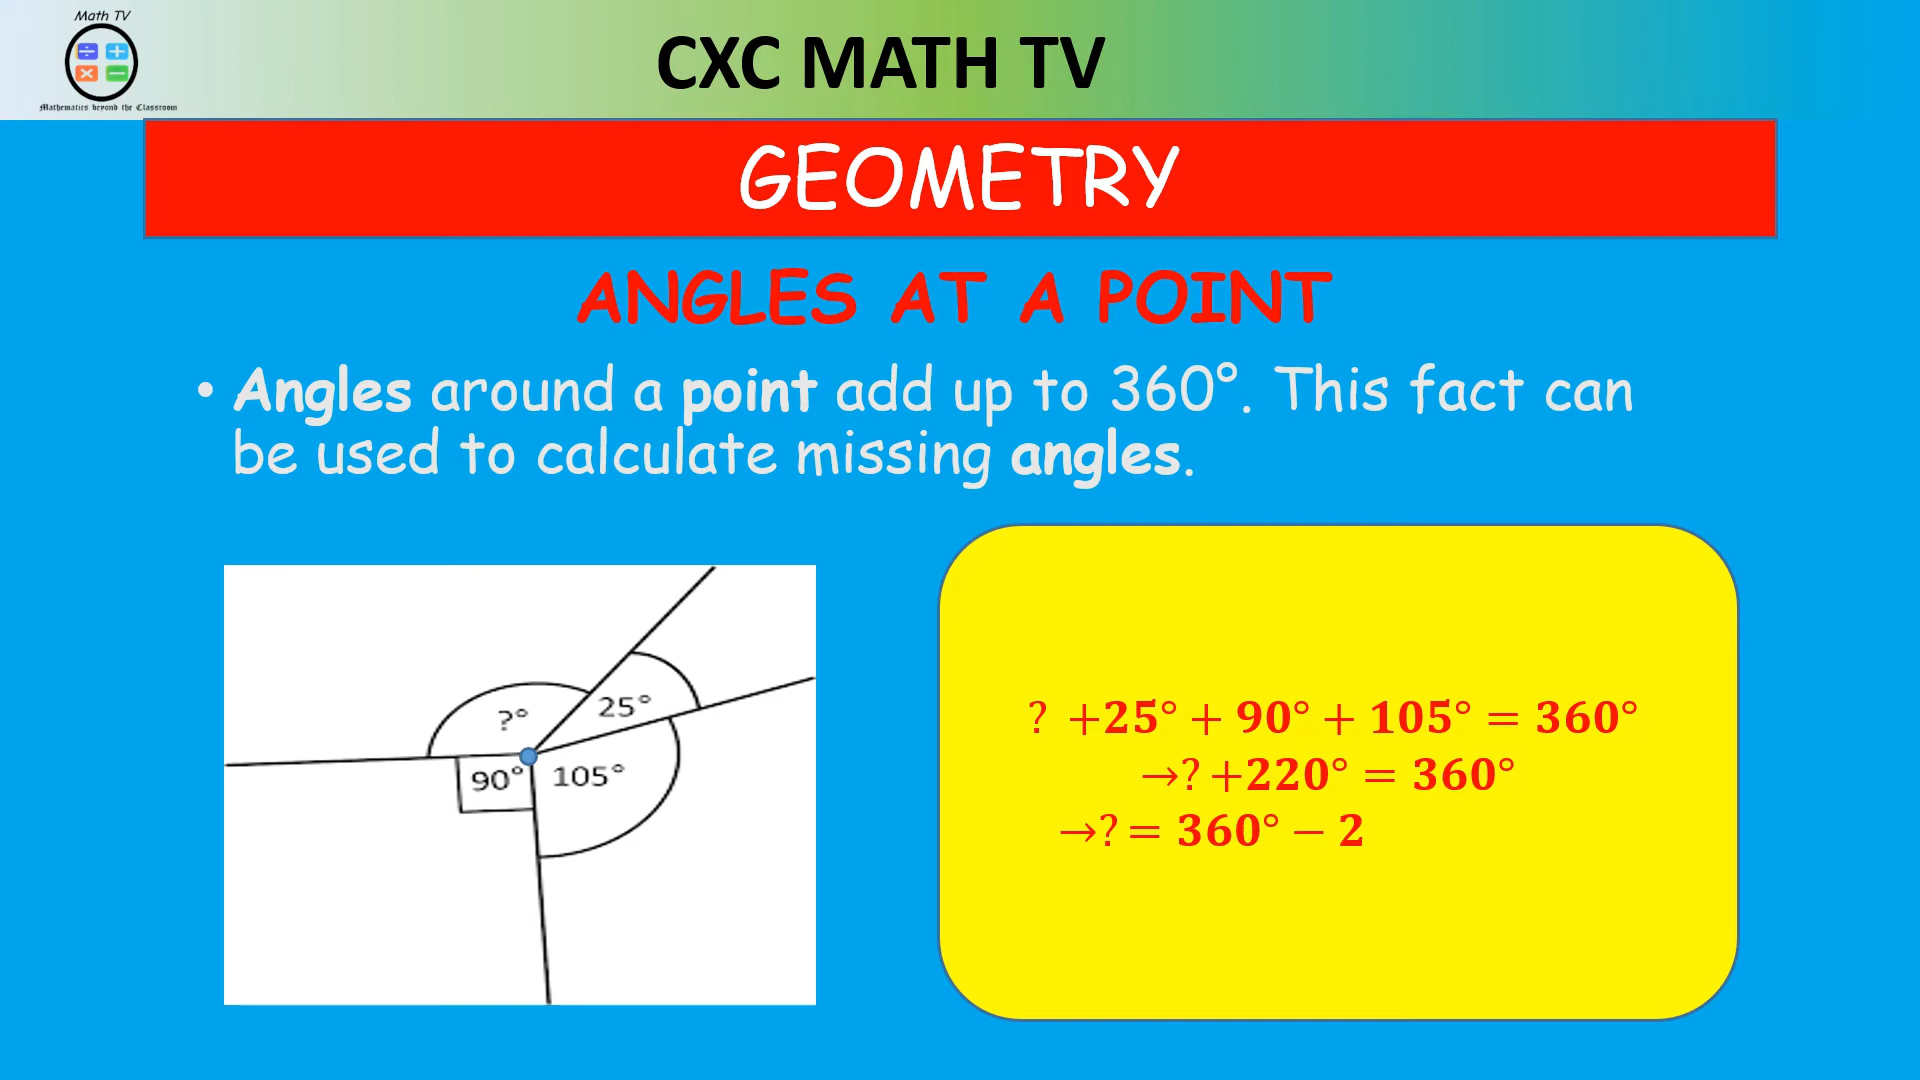 Math TV
÷ +
× −
Mathematics beyond the Classroom
CXC MATH TV
GEOMETRY
ANGLES AT A POINT
• Angles around a point add up to 360°. This fact can
be used to calculate missing angles.
?°
25°
90°
105°
? +25° + 90° + 105° = 360°
→? +220° = 360°
→? = 360° − 2